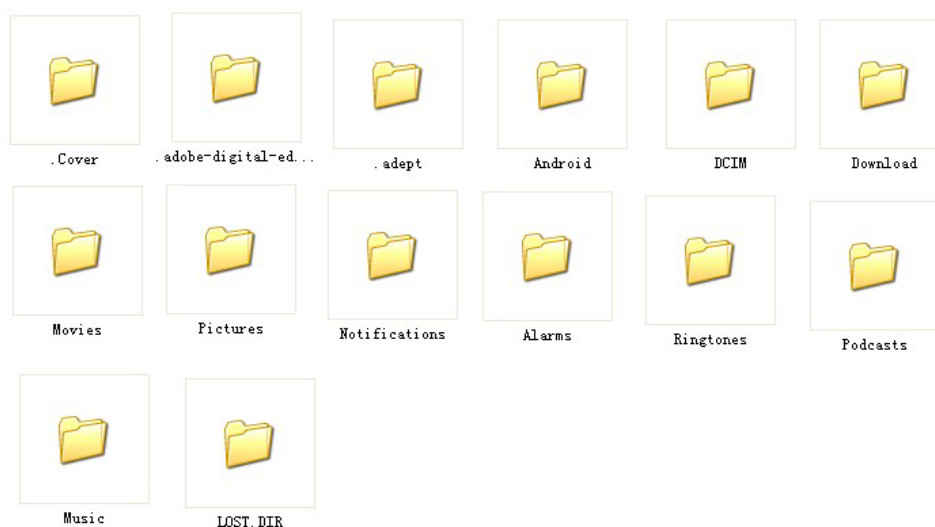 .Cover
.adobe-digital-ed...
.adept
Android
DCIM
Download
Movies
Pictures
Notifications
Alarms
Ringtones
Podcasts
Music
LOST.DIR